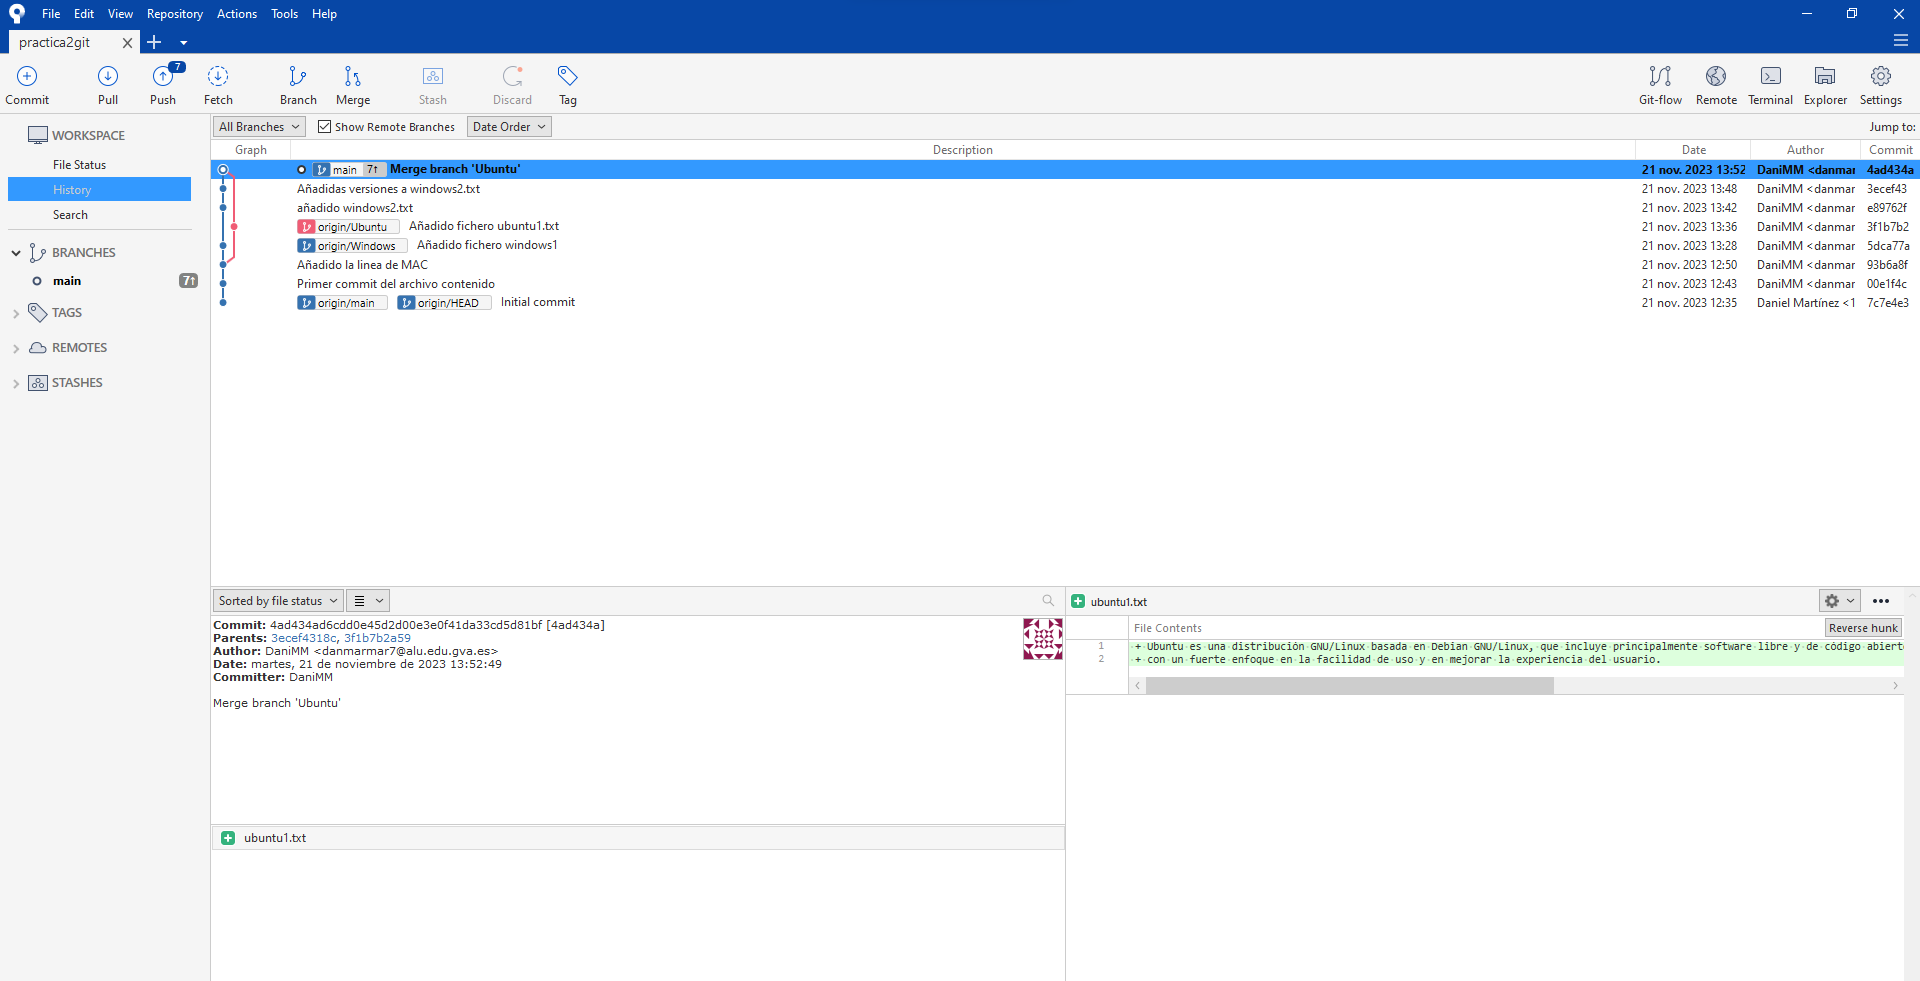 File Edit View Repository Actions Tools Help
practica2git
7
Commit Pull Push Fetch Branch Merge Stash Discard Tag Git-flow Remote Terminal Explorer Settings
WORKSPACE
File Status
History
Search
BRANCHES
main 7↑
TAGS
REMOTES
STASHES
All Branches Show Remote Branches Date Order Jump to:
Graph Description Date Author Commit
main 7↑ Merge branch 'Ubuntu' 21 nov. 2023 13:52 DaniMM <danmar 4ad434a
Añadidas versiones a windows2.txt 21 nov. 2023 13:48 DaniMM <danmar 3ecef43
añadido windows2.txt 21 nov. 2023 13:42 DaniMM <danmar e89762f
origin/Ubuntu Añadido fichero ubuntu1.txt 21 nov. 2023 13:36 DaniMM <danmar 3f1b7b2
origin/Windows Añadido fichero windows1 21 nov. 2023 13:28 DaniMM <danmar 5dca77a
Añadido la linea de MAC 21 nov. 2023 12:50 DaniMM <danmar 93b6a8f
Primer commit del archivo contenido 21 nov. 2023 12:43 DaniMM <danmar 00e1f4c
origin/main origin/HEAD Initial commit 21 nov. 2023 12:35 Daniel Martínez <1 7c7e4e3
Sorted by file status
Commit: 4ad434ad6cdd0e45d2d00e3e0f41da33cd5d81bf [4ad434a]
Parents: 3ecef4318c, 3f1b7b2a59
Author: DaniMM <danmarmar7@alu.edu.gva.es>
Date: martes, 21 de noviembre de 2023 13:52:49
Committer: DaniMM
Merge branch 'Ubuntu'
ubuntu1.txt
ubuntu1.txt
File Contents Reverse hunk
1 + Ubuntu·es·una·distribución·GNU/Linux·basada·en·Debian·GNU/Linux,·que·incluye·principalmente·software·libre·y·de·código·abiert
2 + con·un·fuerte·enfoque·en·la·facilidad·de·uso·y·en·mejorar·la·experiencia·del·usuario.